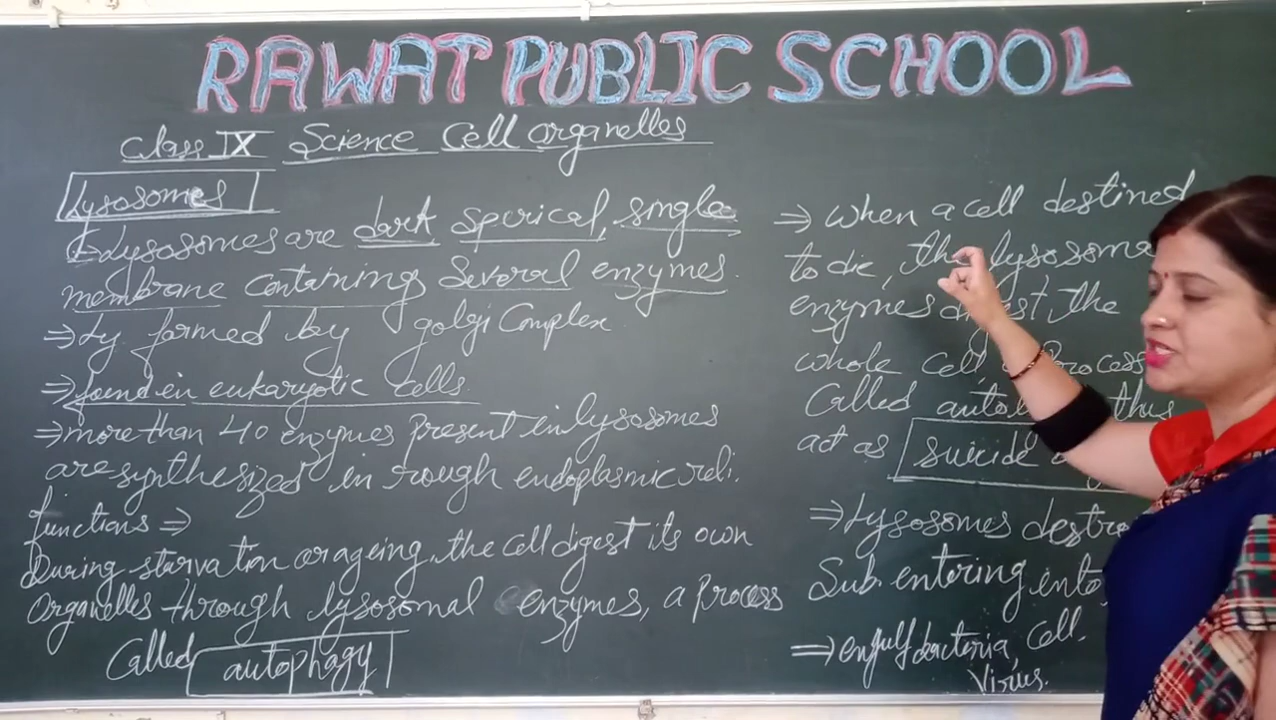 RAWAT PUBLIC SCHOOL
Class IX Science Cell organelles
Lysosomes
Lysosomes are dark sperical, single
membrane containing Several enzymes.
⇒ Ly formed by golgi Complex
⇒ found in eukaryotic cells.
⇒ more than 40 enzymes present in lysosomes
are synthesized in rough endoplasmic reti.
functions ⇒
During starvation or ageing, the cell digest its own
Organelles through lysosomal enzymes, a process
Called autophagy
⇒ when a cell destined
to die, the lysosome
enzymes digest, the
whole cell, Process
Called thus
act as suicide
⇒ Lysosomes
Sub. entering into
⇒ engulf bacteria, cell.
Virus.